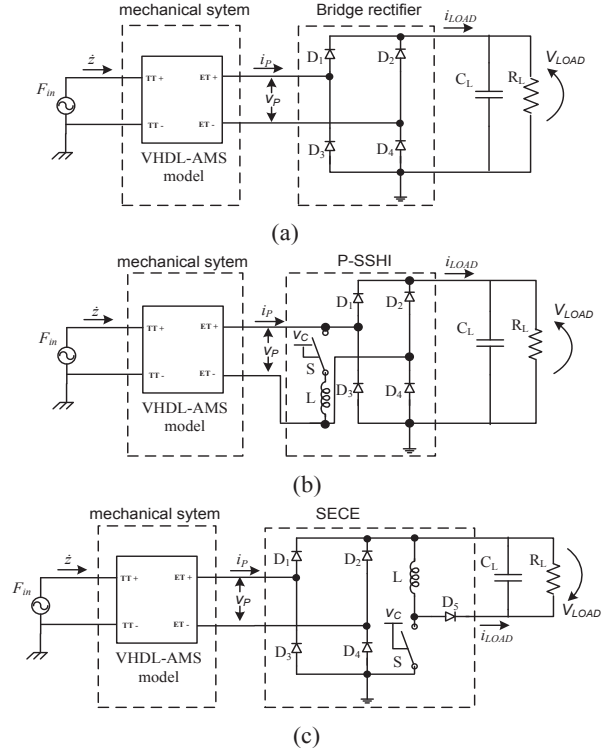 mechanical sytem
Bridge rectifier
ż
i_P
i_LOAD
D1
D2
V_LOAD
F_in
TT +
ET +
v_P
C_L
R_L
TT -
ET -
D3
D4
VHDL-AMS
model
(a)
mechanical sytem
P-SSHI
ż
i_P
i_LOAD
D1
D2
V_LOAD
F_in
TT +
ET +
v_C
v_P
S
C_L
R_L
TT -
ET -
L
D3
D4
VHDL-AMS
model
(b)
mechanical sytem
SECE
ż
i_P
D1
D2
L
C_L
R_L
F_in
TT +
ET +
v_P
v_C
D5
V_LOAD
TT -
ET -
D3
D4
S
i_LOAD
VHDL-AMS
model
(c)